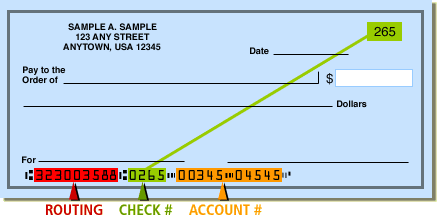 SAMPLE A. SAMPLE
123 ANY STREET
ANYTOWN, USA 12345
265
Date
Pay to the
Order of
$
Dollars
For
⑆323003588⑆0265⑈00345⑈04545⑈
ROUTING CHECK # ACCOUNT #